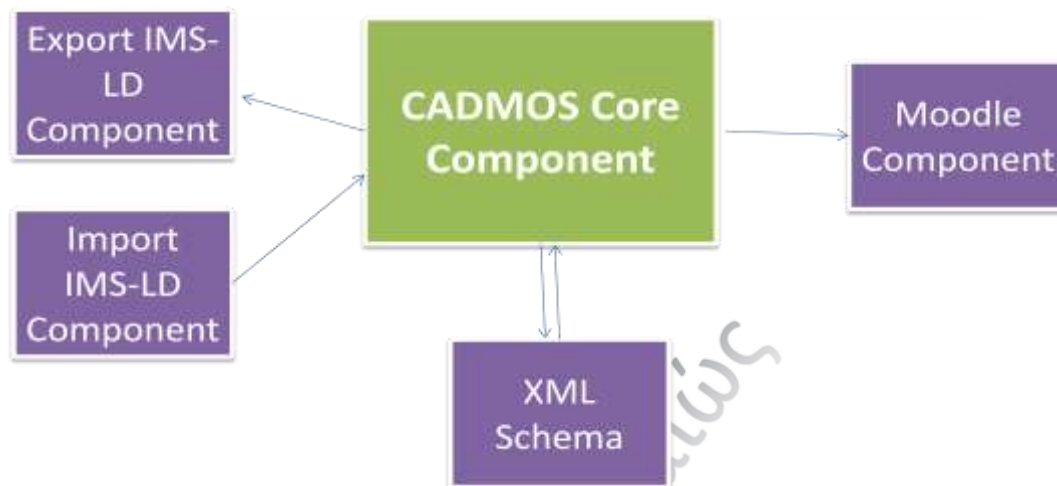 Export IMS-
LD
Component
CADMOS Core
Component
Moodle
Component
Import
IMS-LD
Component
XML
Schema